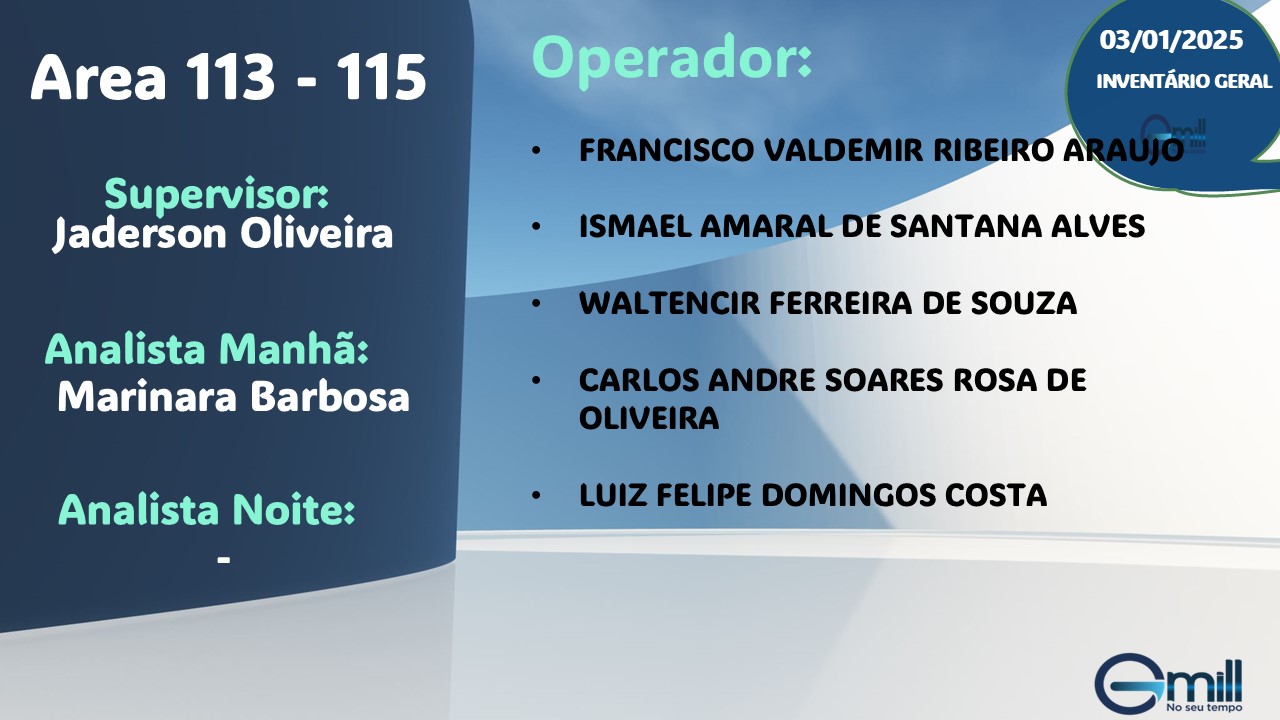 Area 113 - 115
Supervisor:
Jaderson Oliveira
Analista Manhã:
Marinara Barbosa
Analista Noite:
-
Operador:
• FRANCISCO VALDEMIR RIBEIRO ARAUJO
• ISMAEL AMARAL DE SANTANA ALVES
• WALTENCIR FERREIRA DE SOUZA
• CARLOS ANDRE SOARES ROSA DE
OLIVEIRA
• LUIZ FELIPE DOMINGOS COSTA
03/01/2025
INVENTÁRIO GERAL
Gmill
Gmill
No seu tempo